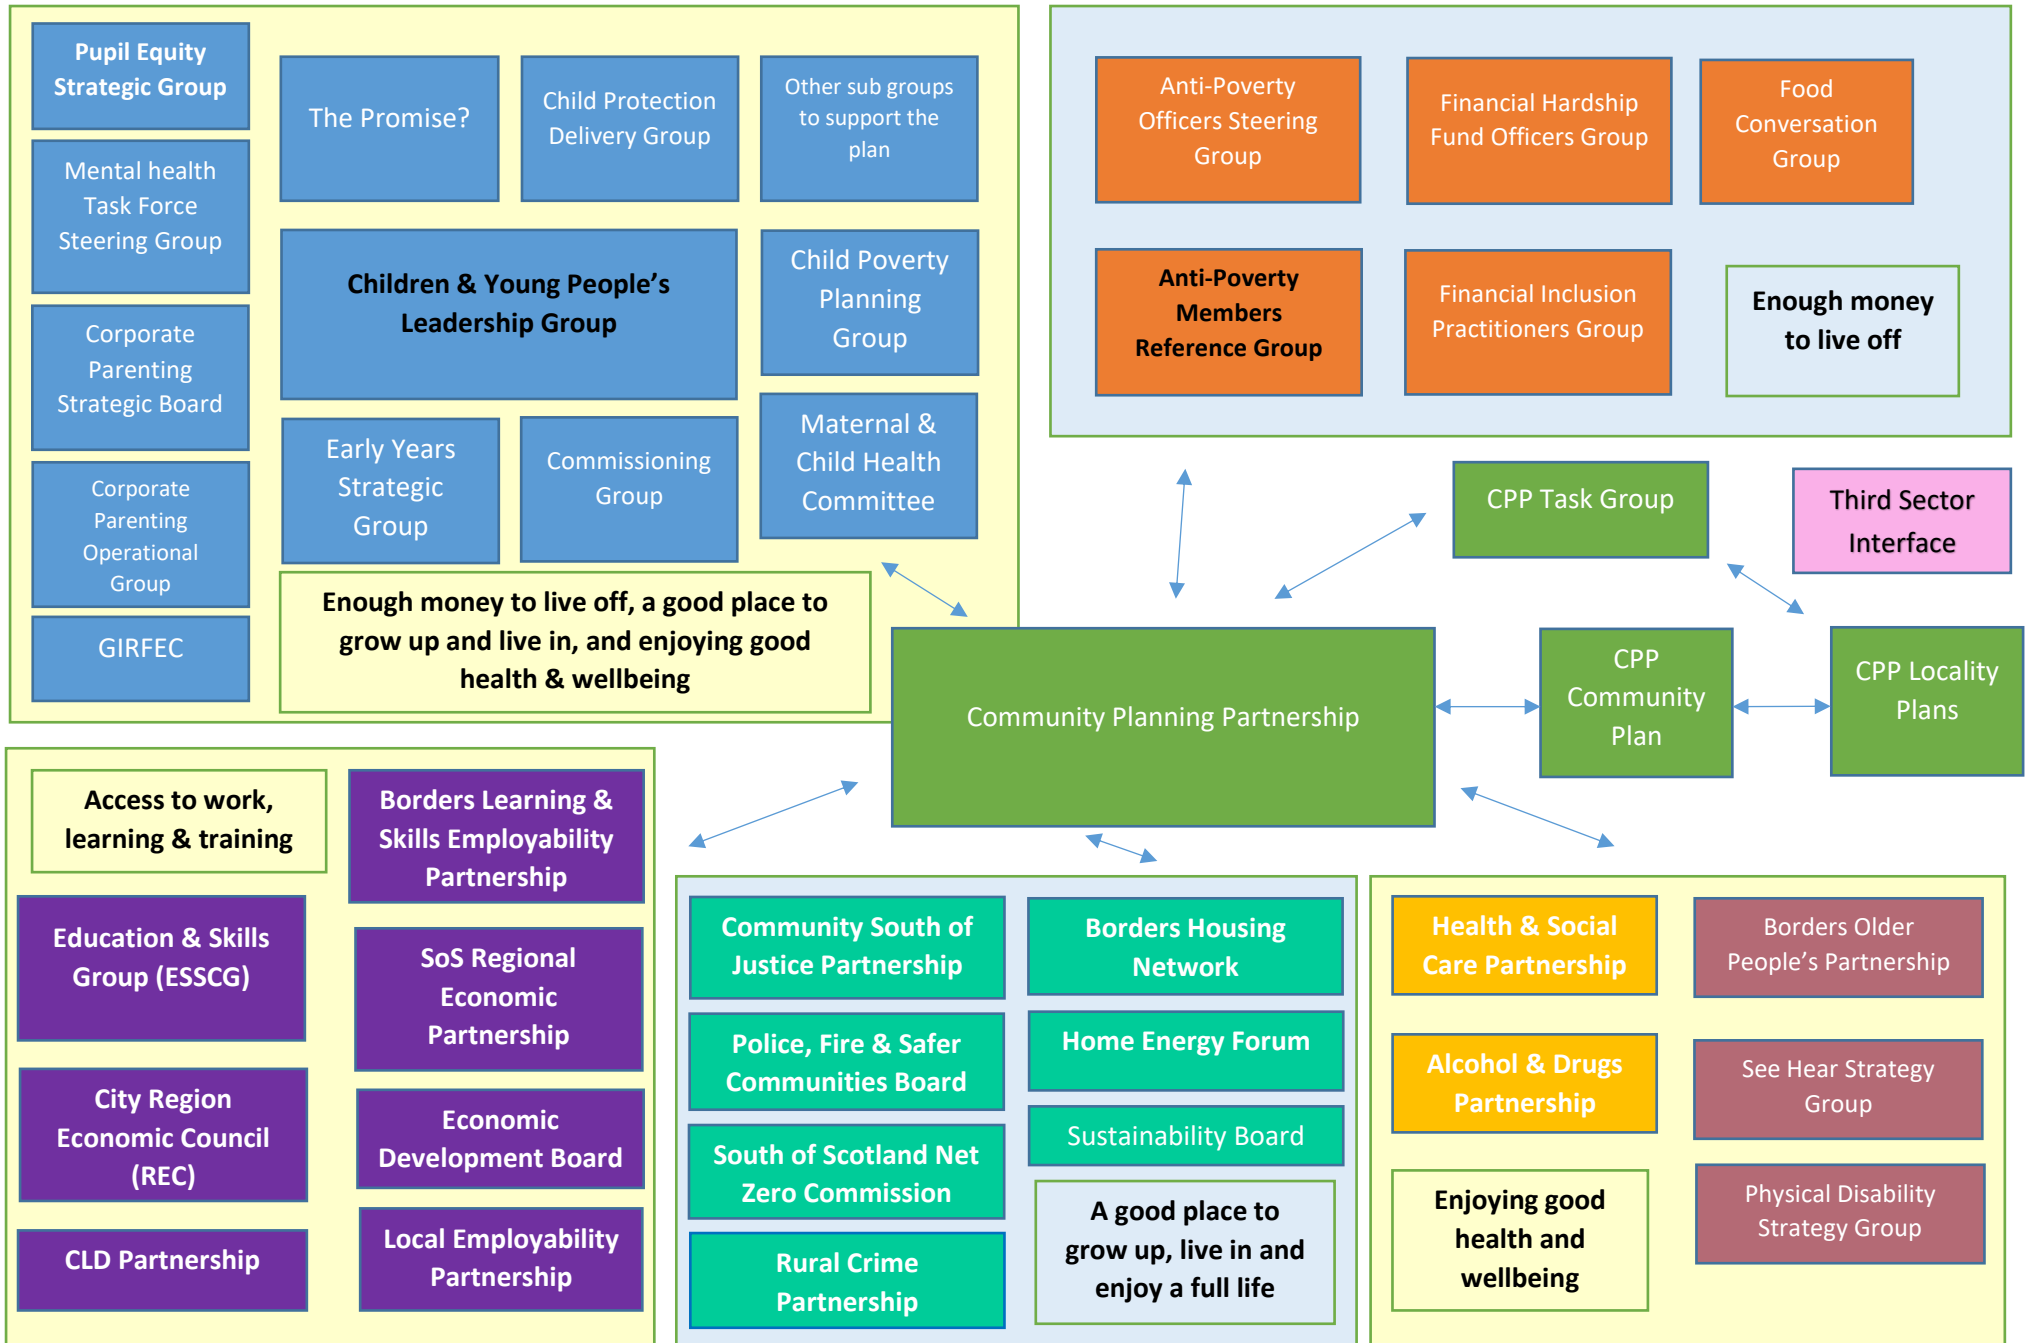 Pupil Equity
Strategic Group
Mental health
Task Force
Steering Group
Corporate
Parenting
Strategic Board
Corporate
Parenting
Operational
Group
GIRFEC
The Promise?
Child Protection
Delivery Group
Other sub groups
to support the
plan
Children & Young People’s
Leadership Group
Child Poverty
Planning
Group
Early Years
Strategic
Group
Commissioning
Group
Maternal &
Child Health
Committee
Enough money to live off, a good place to
grow up and live in, and enjoying good
health & wellbeing
Anti-Poverty
Officers Steering
Group
Financial Hardship
Fund Officers Group
Food
Conversation
Group
Anti-Poverty
Members
Reference Group
Financial Inclusion
Practitioners Group
Enough money
to live off
CPP Task Group
Third Sector
Interface
Community Planning Partnership
CPP
Community
Plan
CPP Locality
Plans
Access to work,
learning & training
Borders Learning &
Skills Employability
Partnership
Education & Skills
Group (ESSCG)
SoS Regional
Economic
Partnership
City Region
Economic Council
(REC)
Economic
Development Board
CLD Partnership
Local Employability
Partnership
Community South of
Justice Partnership
Borders Housing
Network
Police, Fire & Safer
Communities Board
Home Energy Forum
South of Scotland Net
Zero Commission
Sustainability Board
Rural Crime
Partnership
A good place to
grow up, live in and
enjoy a full life
Health & Social
Care Partnership
Borders Older
People’s Partnership
Alcohol & Drugs
Partnership
See Hear Strategy
Group
Enjoying good
health and
wellbeing
Physical Disability
Strategy Group